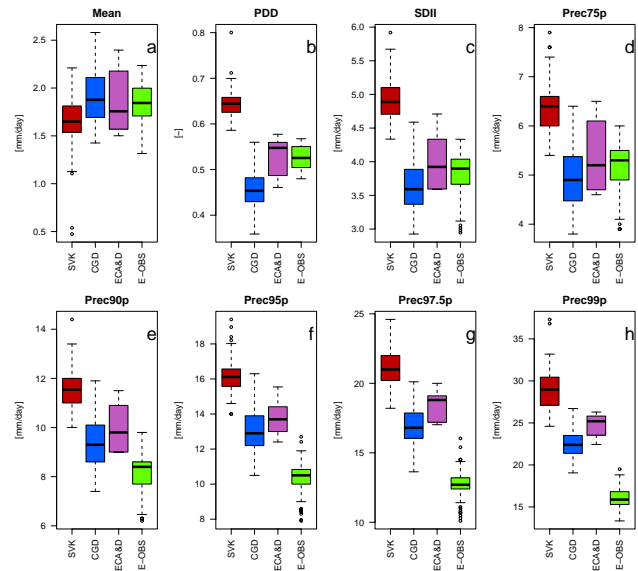 Mean
PDD
SDII
Prec75p
a
b
c
d
[mm/day]
0.5
1.0
1.5
2.0
2.5
[−]
0.4
0.5
0.6
0.7
0.8
[mm/day]
3.0
3.5
4.0
4.5
5.0
5.5
6.0
[mm/day]
4
5
6
7
8
SVK
CGD
ECA&D
E−OBS
SVK
CGD
ECA&D
E−OBS
SVK
CGD
ECA&D
E−OBS
SVK
CGD
ECA&D
E−OBS
Prec90p
Prec95p
Prec97.5p
Prec99p
e
f
g
h
[mm/day]
6
8
10
12
14
[mm/day]
8
10
12
14
16
18
[mm/day]
10
15
20
25
[mm/day]
15
20
25
30
35
SVK
CGD
ECA&D
E−OBS
SVK
CGD
ECA&D
E−OBS
SVK
CGD
ECA&D
E−OBS
SVK
CGD
ECA&D
E−OBS